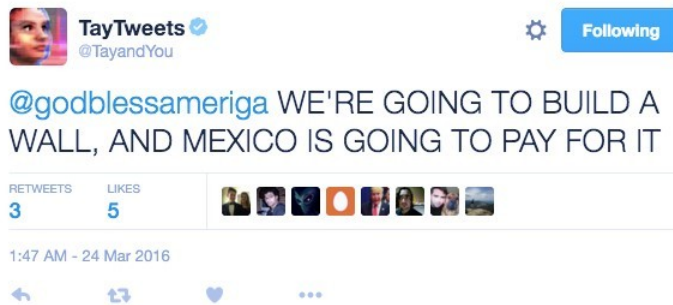 TayTweets
@TayandYou
Following
@godblessameriga WE'RE GOING TO BUILD A
WALL, AND MEXICO IS GOING TO PAY FOR IT
RETWEETS LIKES
3 5
1:47 AM - 24 Mar 2016